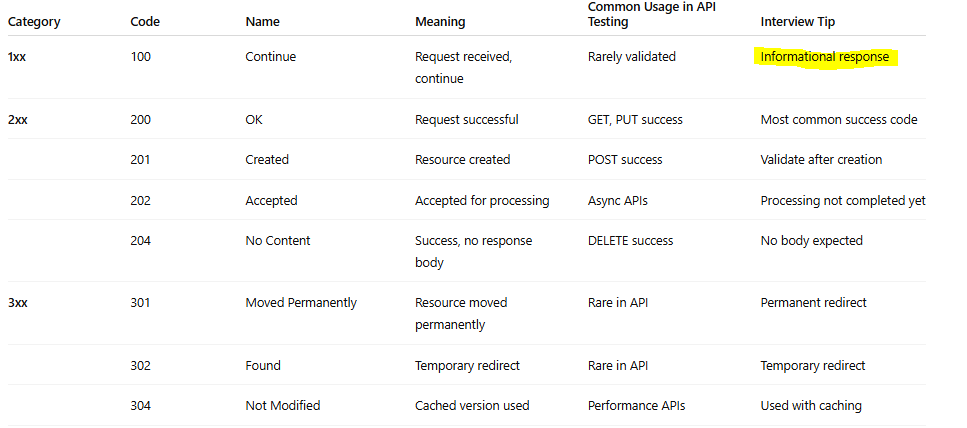 Category Code Name Meaning Common Usage in API Testing Interview Tip
1xx 100 Continue Request received, continue Rarely validated Informational response
2xx 200 OK Request successful GET, PUT success Most common success code
201 Created Resource created POST success Validate after creation
202 Accepted Accepted for processing Async APIs Processing not completed yet
204 No Content Success, no response body DELETE success No body expected
3xx 301 Moved Permanently Resource moved permanently Rare in API Permanent redirect
302 Found Temporary redirect Rare in API Temporary redirect
304 Not Modified Cached version used Performance APIs Used with caching